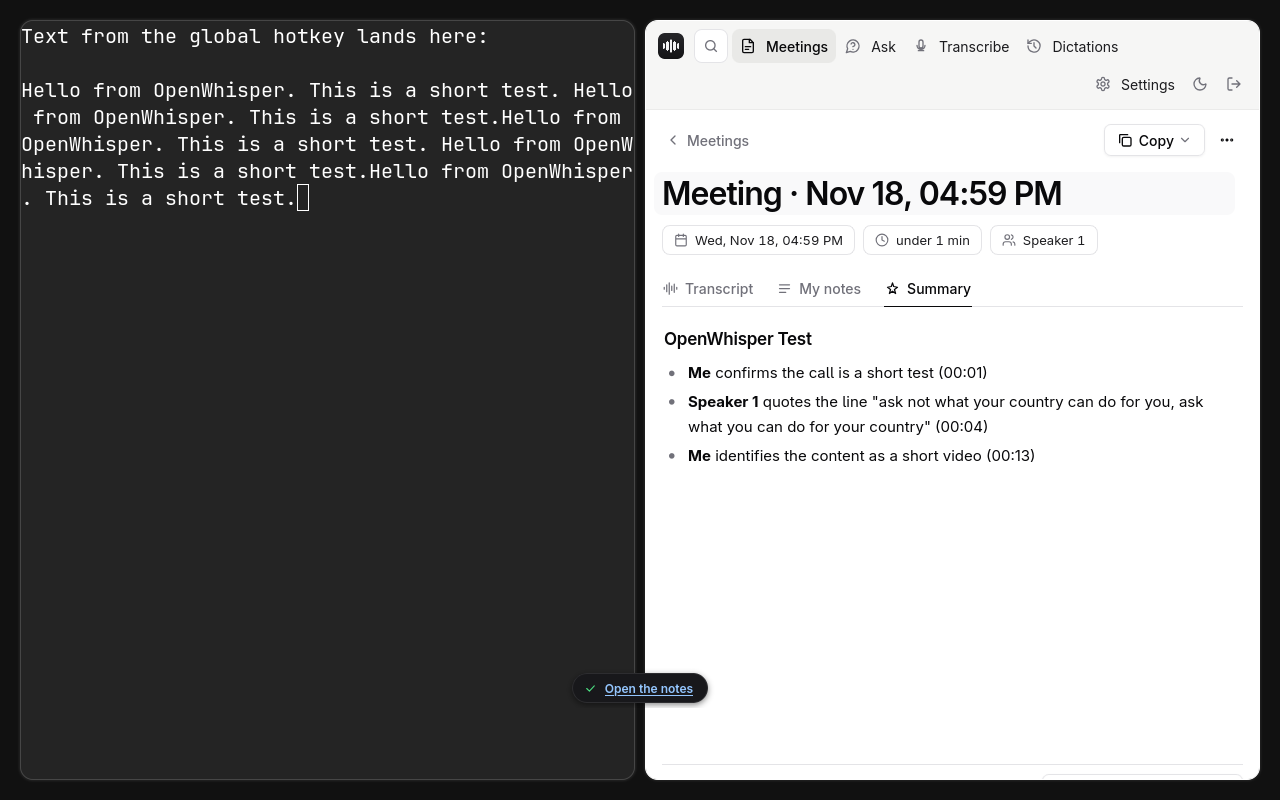 Text from the global hotkey lands here:
Hello from OpenWhisper. This is a short test. Hello
from OpenWhisper. This is a short test.Hello from
OpenWhisper. This is a short test. Hello from OpenW
hisper. This is a short test.Hello from OpenWhisper
. This is a short test.
Meetings
Ask
Transcribe
Dictations
Settings
Meetings
Copy
Meeting · Nov 18, 04:59 PM
Wed, Nov 18, 04:59 PM
under 1 min
Speaker 1
Transcript
My notes
Summary
OpenWhisper Test
• Me confirms the call is a short test (00:01)
• Speaker 1 quotes the line "ask not what your country can do for you, ask
what you can do for your country" (00:04)
• Me identifies the content as a short video (00:13)
Open the notes